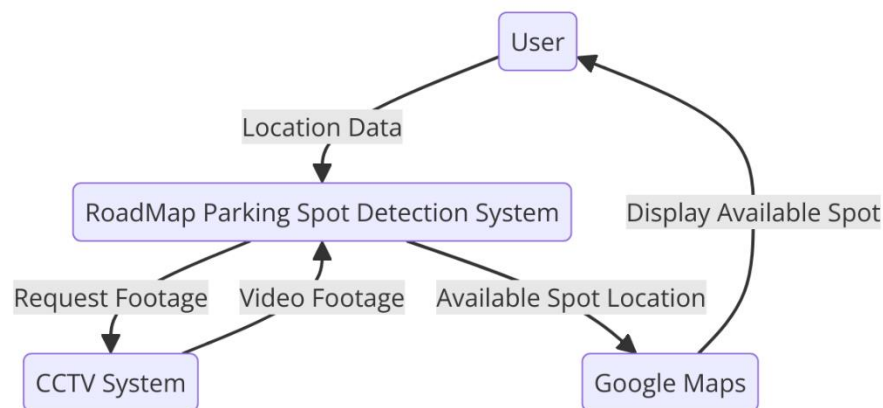 User
Location Data
RoadMap Parking Spot Detection System
Display Available Spot
Request Footage
Video Footage
Available Spot Location
CCTV System
Google Maps